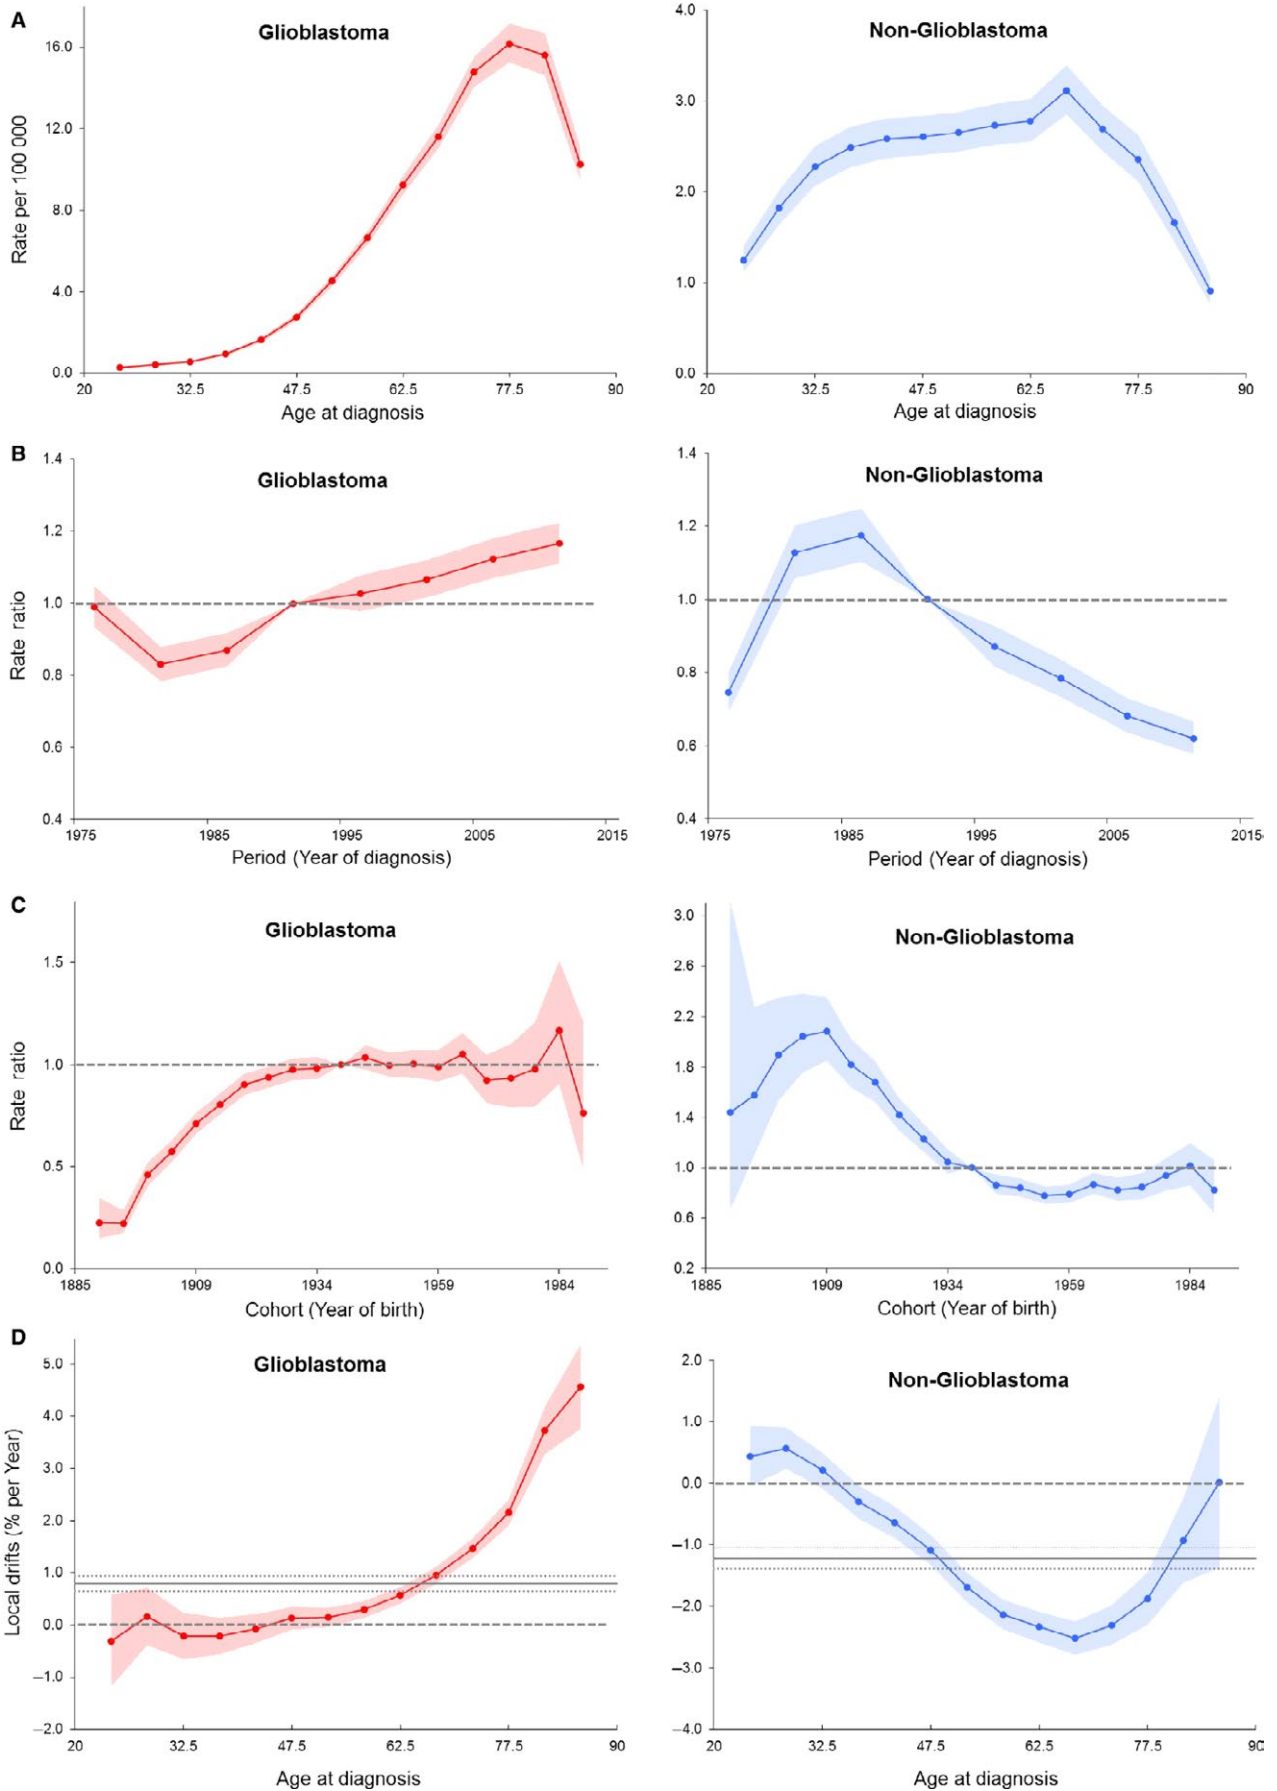 A
Glioblastoma
Rate per 100 000
16.0
12.0
8.0
4.0
0.0
20 32.5 47.5 62.5 77.5 90
Age at diagnosis
Non-Glioblastoma
4.0
3.0
2.0
1.0
0.0
20 32.5 47.5 62.5 77.5 90
Age at diagnosis
B
Glioblastoma
Rate ratio
1.4
1.2
1.0
0.8
0.6
0.4
1975 1985 1995 2005 2015
Period (Year of diagnosis)
Non-Glioblastoma
1.4
1.2
1.0
0.8
0.6
0.4
1975 1985 1995 2005 2015
Period (Year of diagnosis)
C
Glioblastoma
Rate ratio
1.5
1.0
0.5
0.0
1885 1909 1934 1959 1984
Cohort (Year of birth)
Non-Glioblastoma
3.0
2.6
2.2
1.8
1.4
1.0
0.6
0.2
1885 1909 1934 1959 1984
Cohort (Year of birth)
D
Glioblastoma
Local drifts (% per Year)
5.0
4.0
3.0
2.0
1.0
0.0
−1.0
−2.0
20 32.5 47.5 62.5 77.5 90
Age at diagnosis
Non-Glioblastoma
2.0
1.0
0.0
−1.0
−2.0
−3.0
−4.0
20 32.5 47.5 62.5 77.5 90
Age at diagnosis